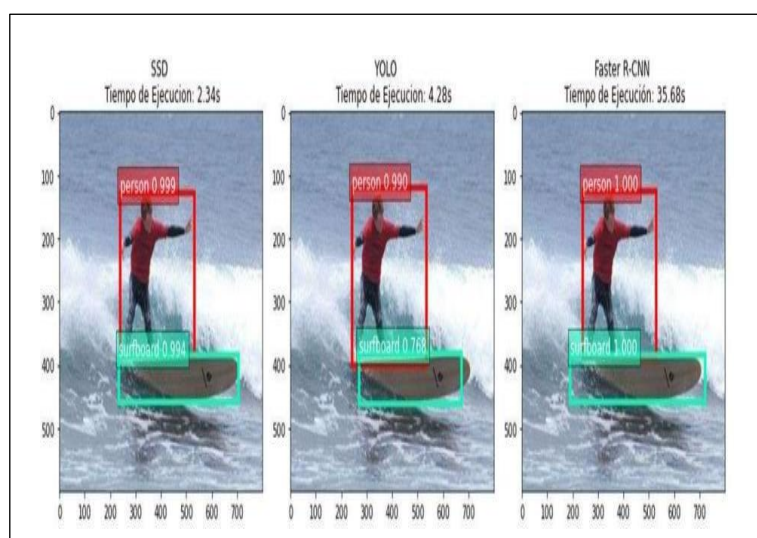 SSD
Tiempo de Ejecucion: 2.34s
0
100
200
300
400
500
person 0.999
surfboard 0.994
0 100 200 300 400 500 600 700
YOLO
Tiempo de Ejecucion: 4.28s
0
100
200
300
400
500
person 0.990
surfboard 0.768
0 100 200 300 400 500 600 700
Faster R-CNN
Tiempo de Ejecución: 35.68s
0
100
200
300
400
500
person 1.000
surfboard 1.000
0 100 200 300 400 500 600 700